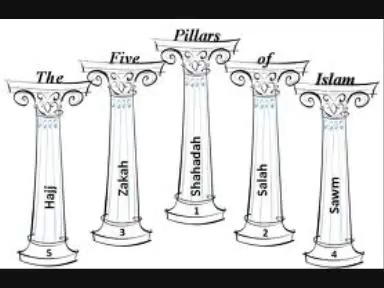 The Five Pillars of Islam
Hajj
Zakah
Shahadah
Salah
Sawm
5
3
1
2
4